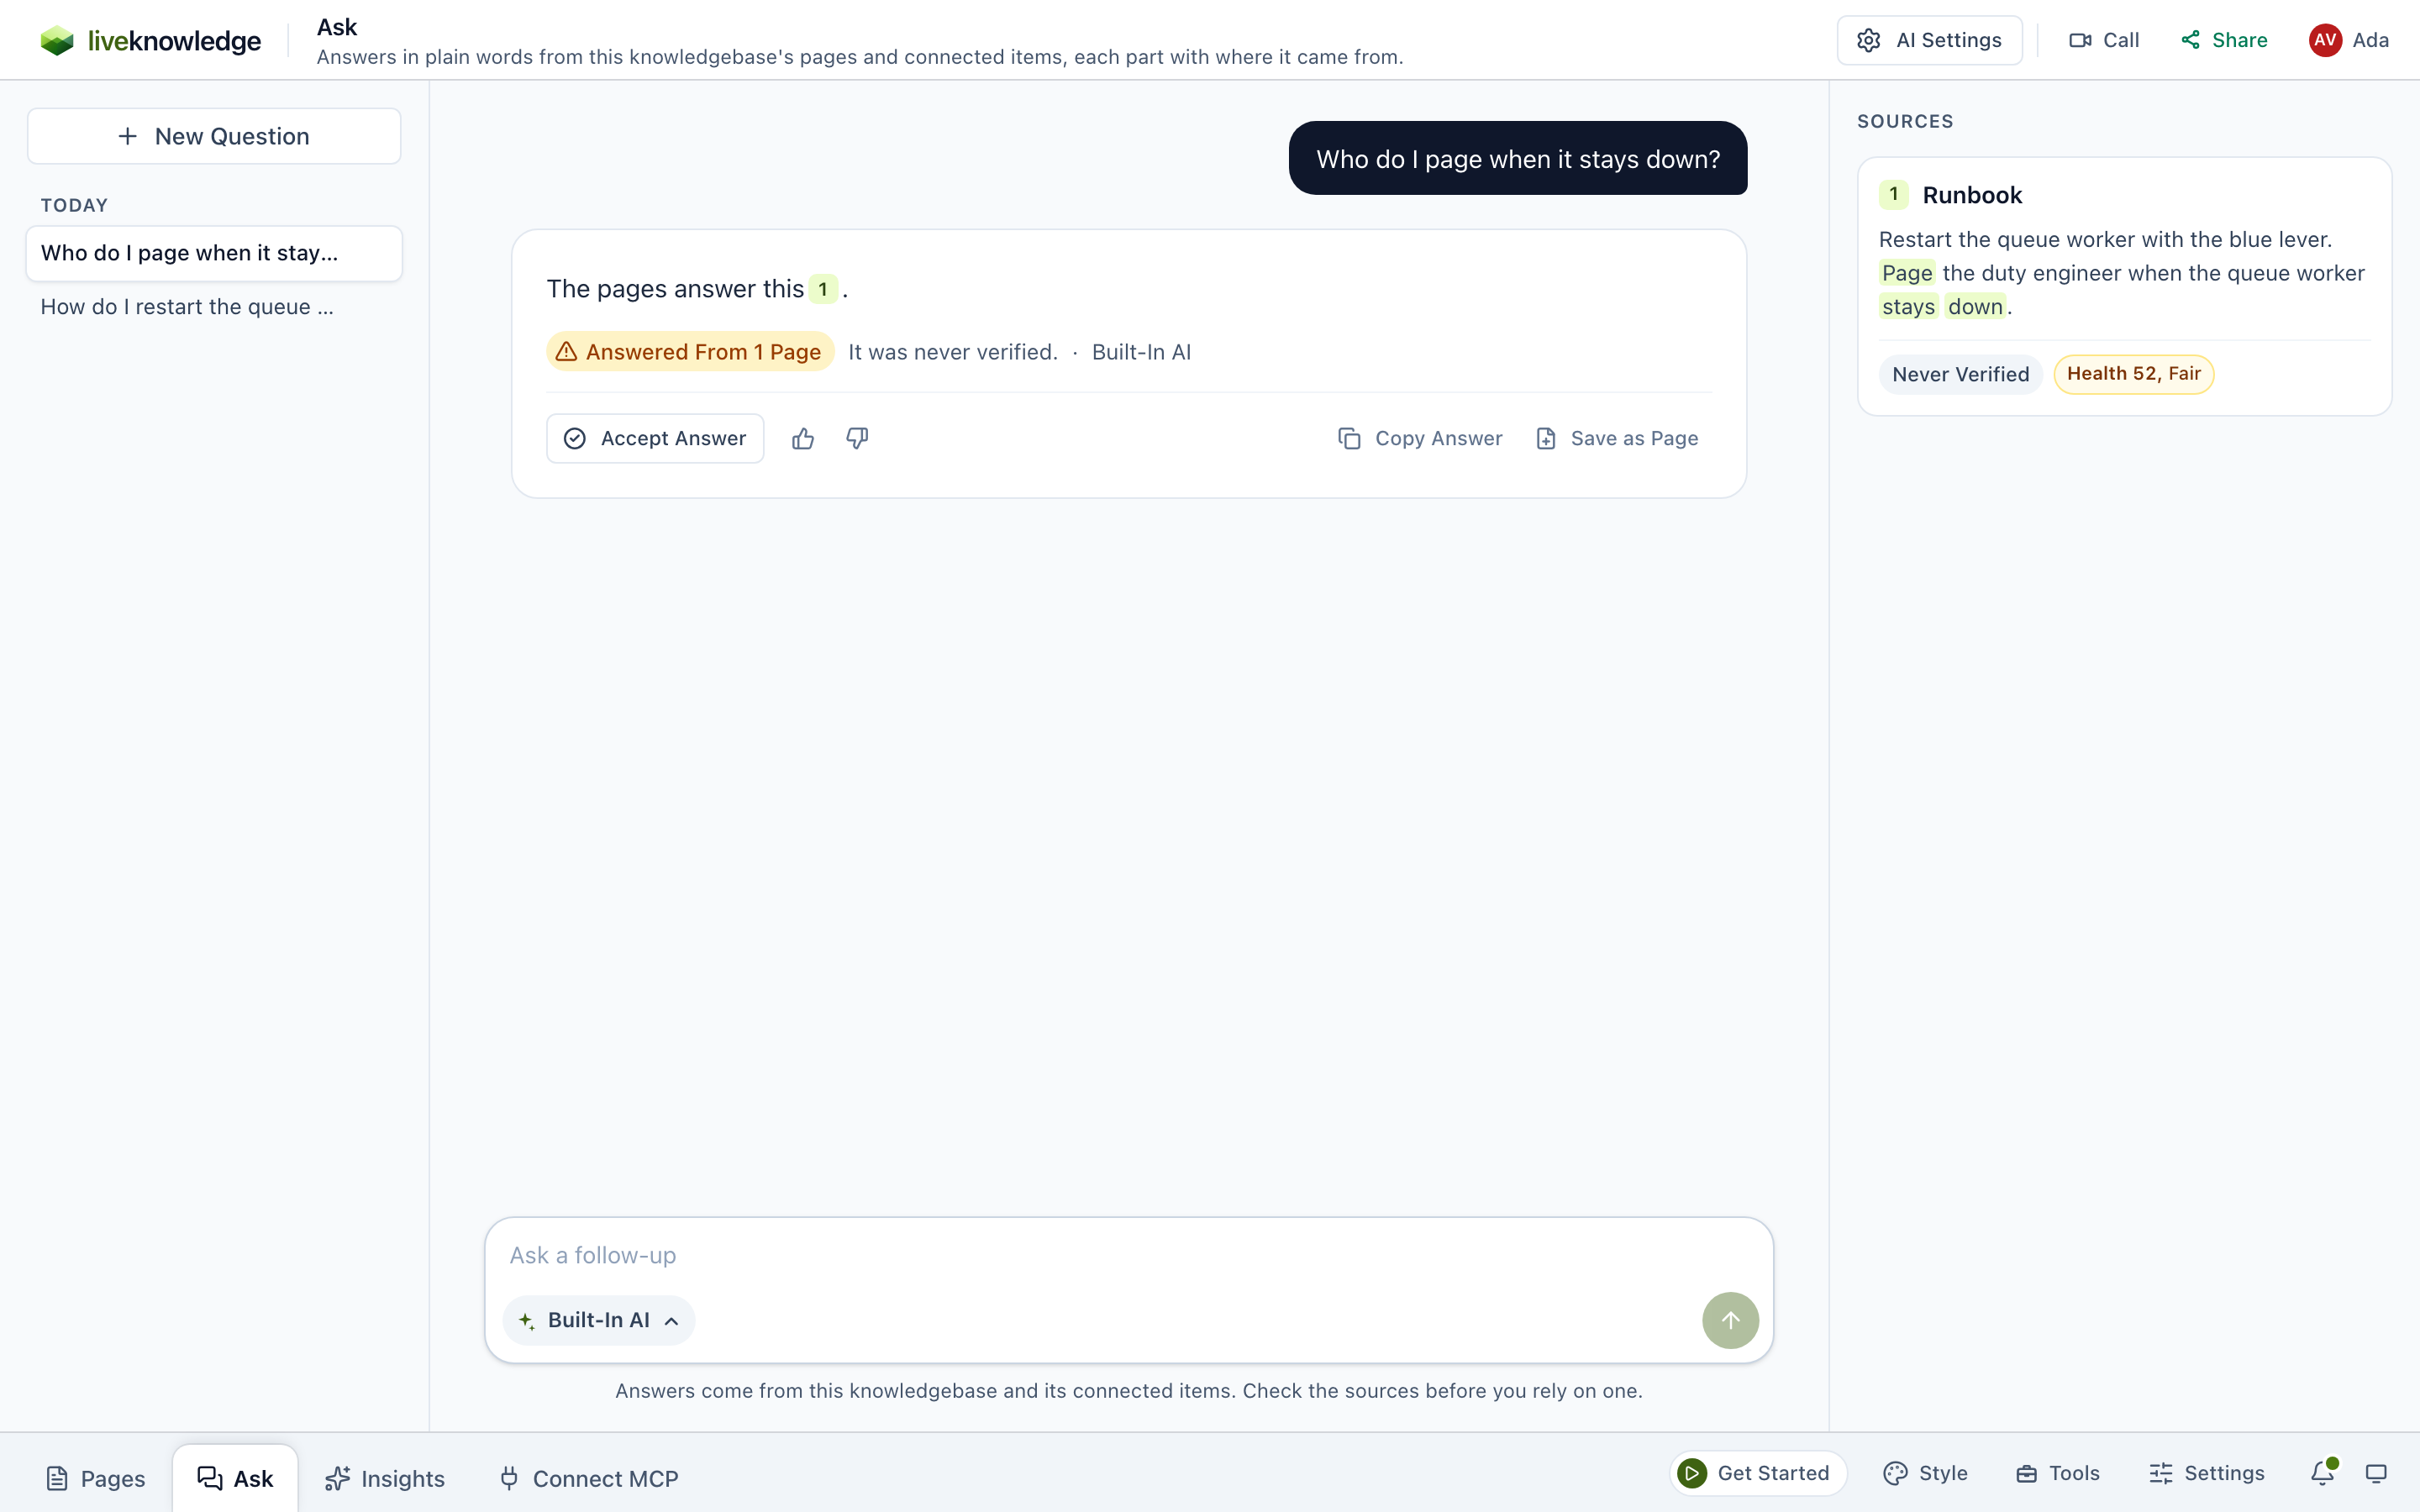 liveknowledge
Ask
Answers in plain words from this knowledgebase's pages and connected items, each part with where it came from.
AI Settings
Call
Share
AV
Ada
New Question
TODAY
Who do I page when it stay...
How do I restart the queue ...
Who do I page when it stays down?
The pages answer this 1 .
Answered From 1 Page
It was never verified. · Built-In AI
Accept Answer
Copy Answer
Save as Page
SOURCES
1 Runbook
Restart the queue worker with the blue lever.
Page the duty engineer when the queue worker
stays down.
Never Verified
Health 52, Fair
Ask a follow-up
Built-In AI
Answers come from this knowledgebase and its connected items. Check the sources before you rely on one.
Pages
Ask
Insights
Connect MCP
Get Started
Style
Tools
Settings